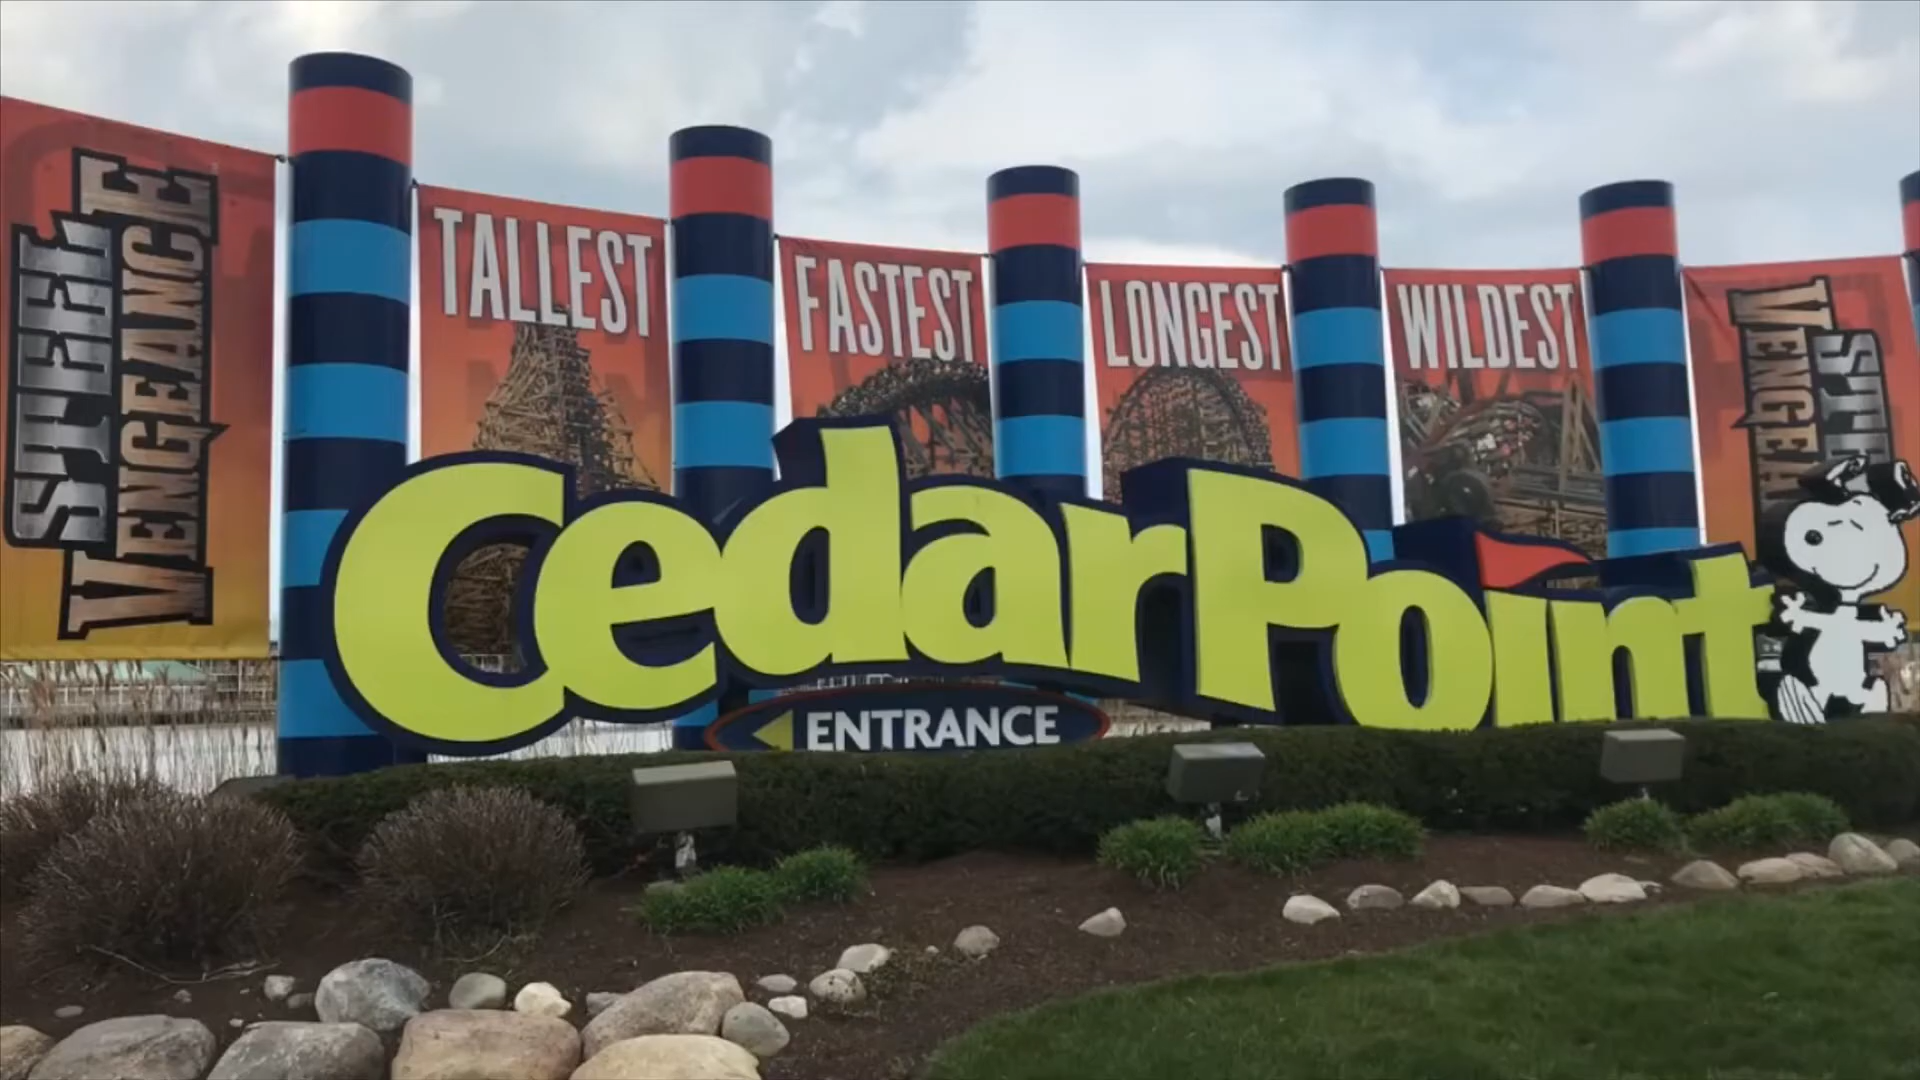 STEEL
VENGEANCE
TALLEST
FASTEST
LONGEST
WILDEST
STEEL
VENGEANCE
CedarPoint
ENTRANCE